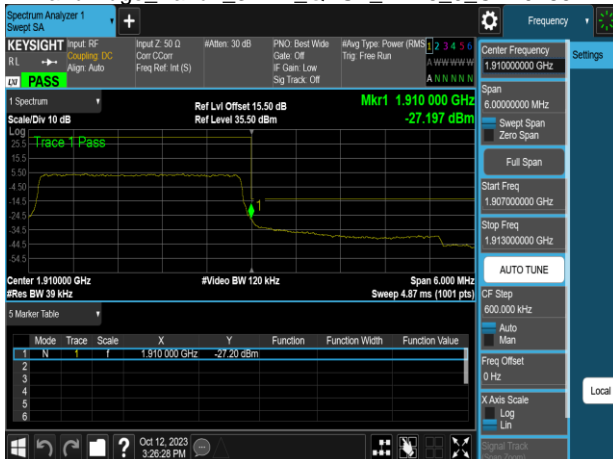 Spectrum Analyzer 1
Swept SA
Frequency
KEYSIGHT
RL
Input: RF
Coupling: DC
Align: Auto
Input Z: 50 Ω
Corr CCorr
Freq Ref: Int (S)
#Atten: 30 dB
PNO: Best Wide
Gate: Off
IF Gain: Low
Sig Track: Off
#Avg Type: Power (RMS
Trig: Free Run
1 2 3 4 5 6
A W W W W W
A N N N N N
LXI PASS
1 Spectrum
Scale/Div 10 dB
Ref Lvl Offset 15.50 dB
Ref Level 35.50 dBm
Mkr1 1.910 000 GHz
-27.197 dBm
Log
Trace 1 Pass
25.5
15.5
5.50
-4.50
-14.5
-24.5
-34.5
-44.5
-54.5
1
Center 1.910000 GHz
#Res BW 39 kHz
#Video BW 120 kHz
Span 6.000 MHz
Sweep 4.87 ms (1001 pts)
5 Marker Table
Mode Trace Scale X Y Function Function Width Function Value
1 N 1 f 1.910 000 GHz -27.20 dBm
2
3
4
5
6
Oct 12, 2023
3:26:28 PM
Center Frequency
1.910000000 GHz
Settings
Span
6.00000000 MHz
Swept Span
Zero Span
Full Span
Start Freq
1.907000000 GHz
Stop Freq
1.913000000 GHz
AUTO TUNE
CF Step
600.000 kHz
Auto
Man
Freq Offset
0 Hz
Local
X Axis Scale
Log
Lin
Signal Track